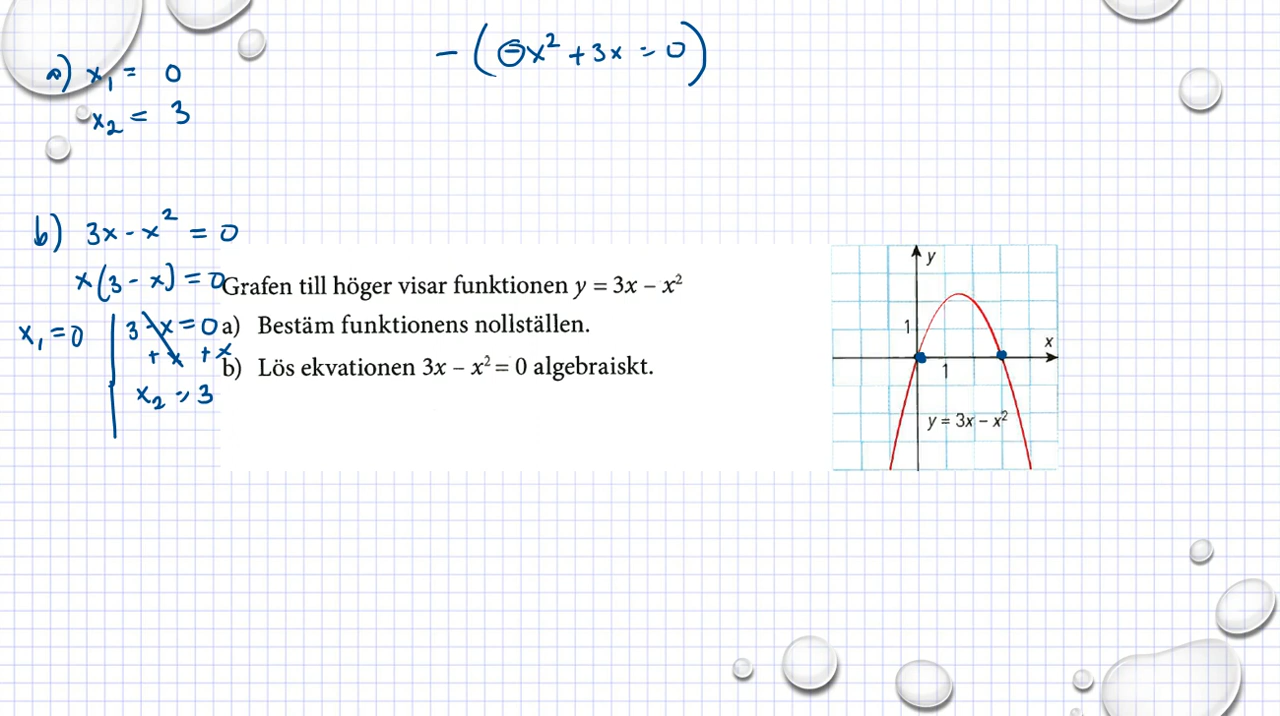 a) x₁ = 0
x₂ = 3
- (-x² + 3x = 0)
b) 3x - x² = 0
x(3 - x) = 0
x₁ = 0
3 - x = 0
+ x + x
x₂ = 3
Grafen till höger visar funktionen y = 3x – x²
a) Bestäm funktionens nollställen.
b) Lös ekvationen 3x – x² = 0 algebraiskt.
y
1
x
1
y = 3x – x²